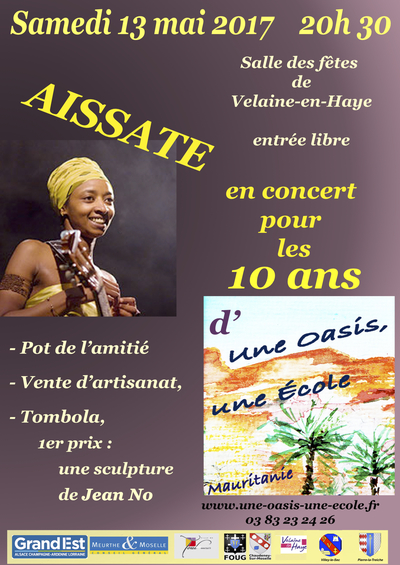 Samedi 13 mai 2017 20h 30
Salle des fêtes
de
Velaine-en-Haye
entrée libre
AISSATE
en concert
pour
les
10 ans
d'
Une Oasis,
une École
Mauritanie
- Pot de l'amitié
- Vente d'artisanat,
- Tombola,
1er prix :
une sculpture
de Jean No
www.une-oasis-une-ecole.fr
03 83 23 24 26
GrandEst
ALSACE CHAMPAGNE-ARDENNE LORRAINE
MEURTHE & MOSELLE
FOUG
Velaine
en Haye